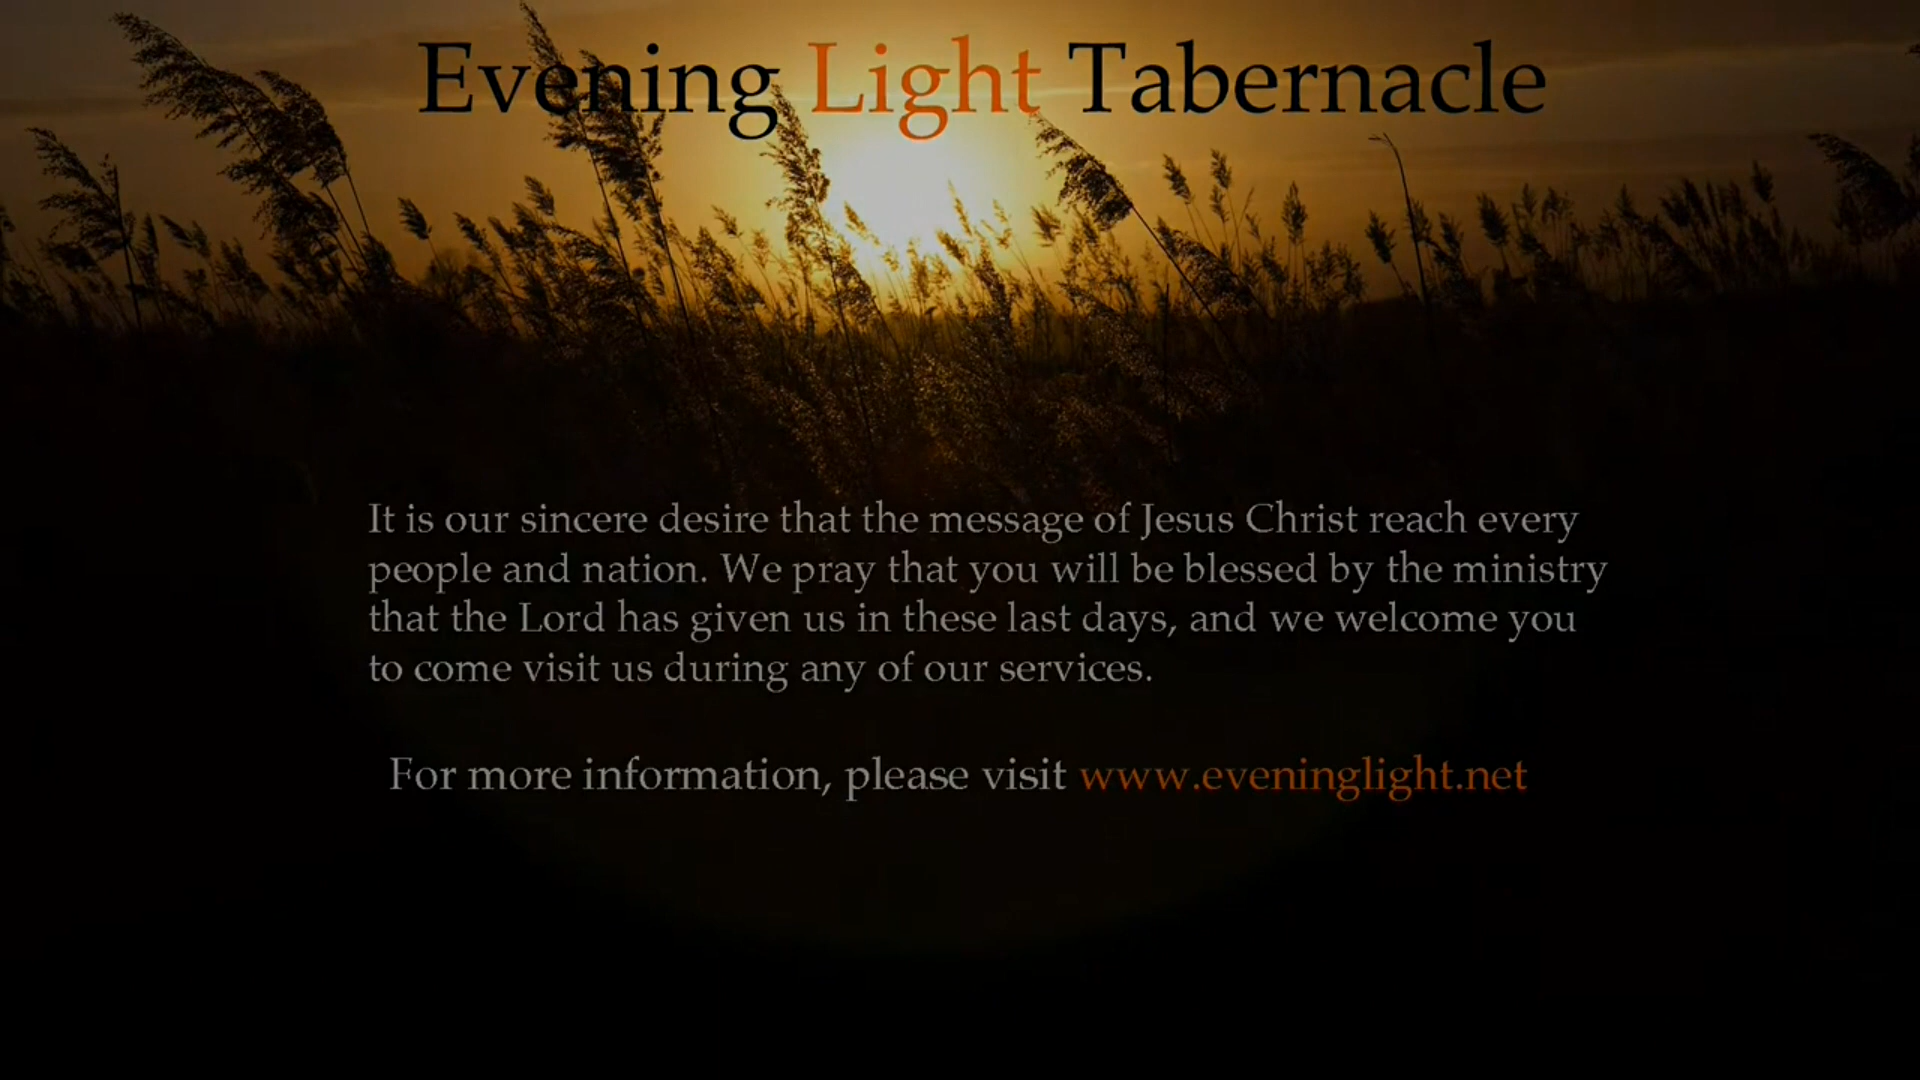 Evening Light Tabernacle
It is our sincere desire that the message of Jesus Christ reach every
people and nation. We pray that you will be blessed by the ministry
that the Lord has given us in these last days, and we welcome you
to come visit us during any of our services.
For more information, please visit www.eveninglight.net